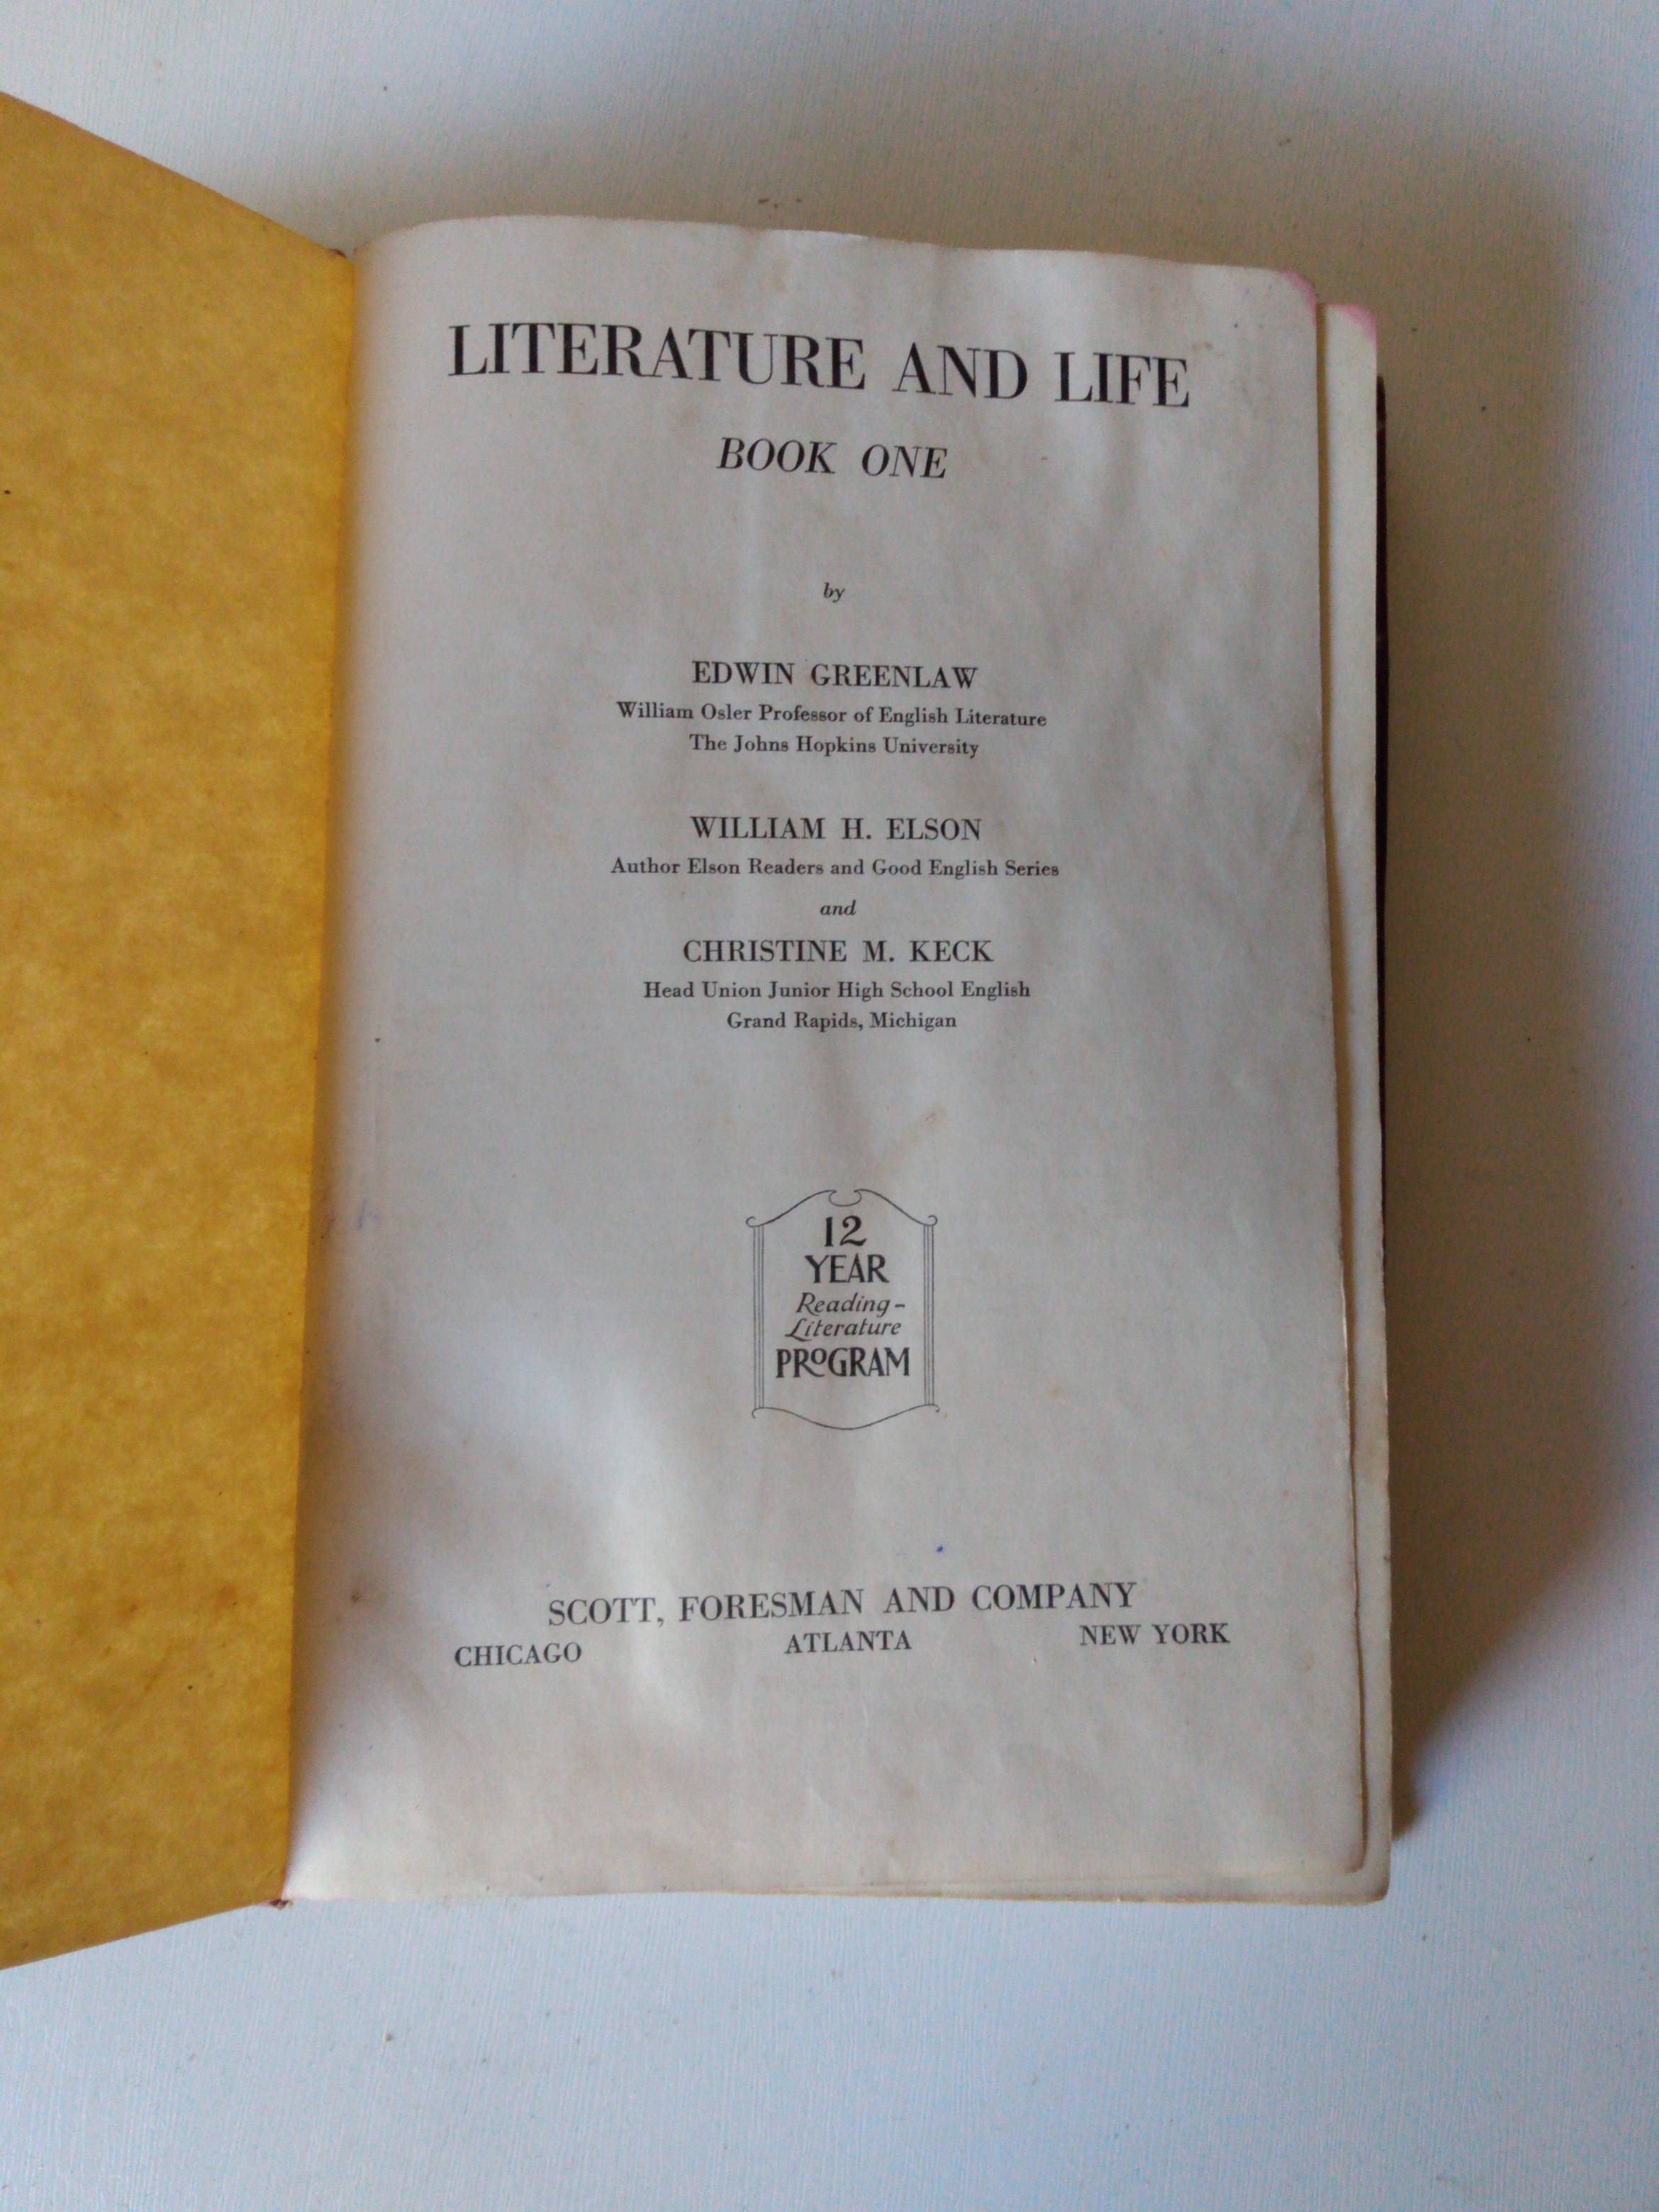 LITERATURE AND LIFE
BOOK ONE
by
EDWIN GREENLAW
William Osler Professor of English Literature
The Johns Hopkins University
WILLIAM H. ELSON
Author Elson Readers and Good English Series
and
CHRISTINE M. KECK
Head Union Junior High School English
Grand Rapids, Michigan
12
YEAR
Reading-
Literature
PROGRAM
SCOTT, FORESMAN AND COMPANY
CHICAGO ATLANTA NEW YORK